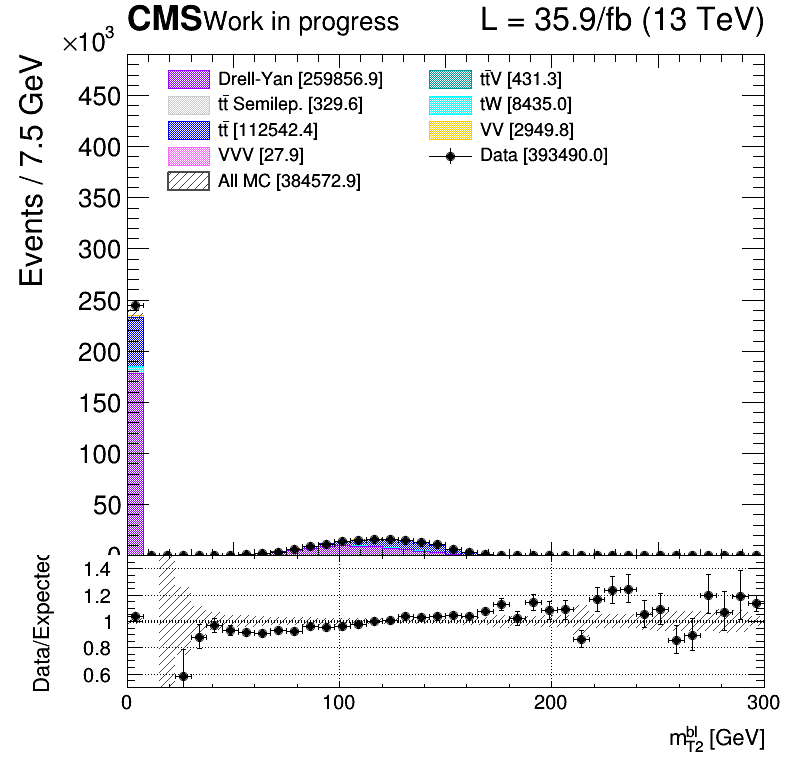 CMS Work in progress L = 35.9/fb (13 TeV)
×10³
Events / 7.5 GeV
Drell-Yan [259856.9]
tt̄ Semilep. [329.6]
tt̄ [112542.4]
VVV [27.9]
All MC [384572.9]
tt̄V [431.3]
tW [8435.0]
VV [2949.8]
Data [393490.0]
450
400
350
300
250
200
150
100
50
0
Data/Expected
1.4
1.2
1
0.8
0.6
0 100 200 300
m_{T2}^{bl} [GeV]